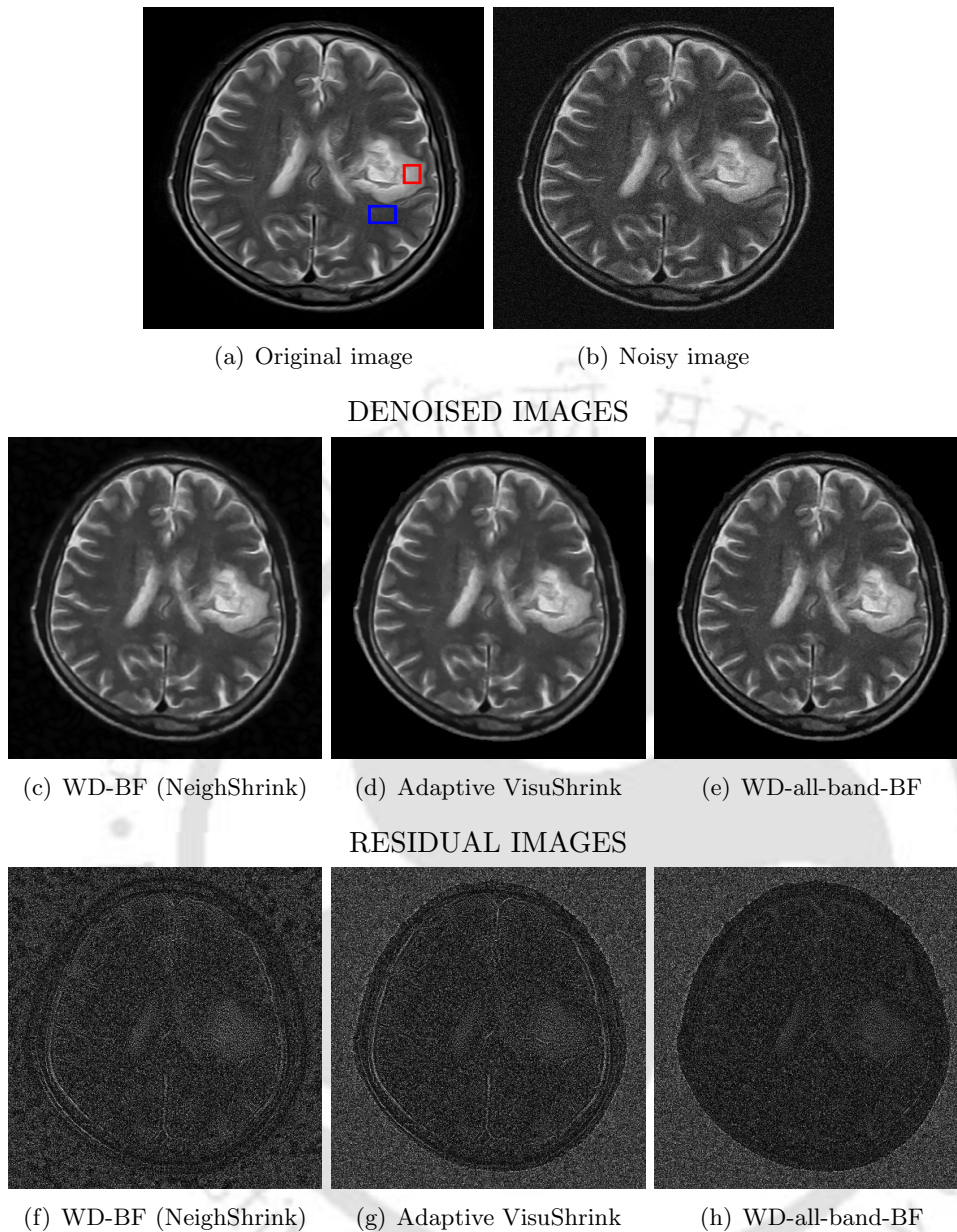 (a) Original image
(b) Noisy image
DENOISED IMAGES
(c) WD-BF (NeighShrink)
(d) Adaptive VisuShrink
(e) WD-all-band-BF
RESIDUAL IMAGES
(f) WD-BF (NeighShrink)
(g) Adaptive VisuShrink
(h) WD-all-band-BF